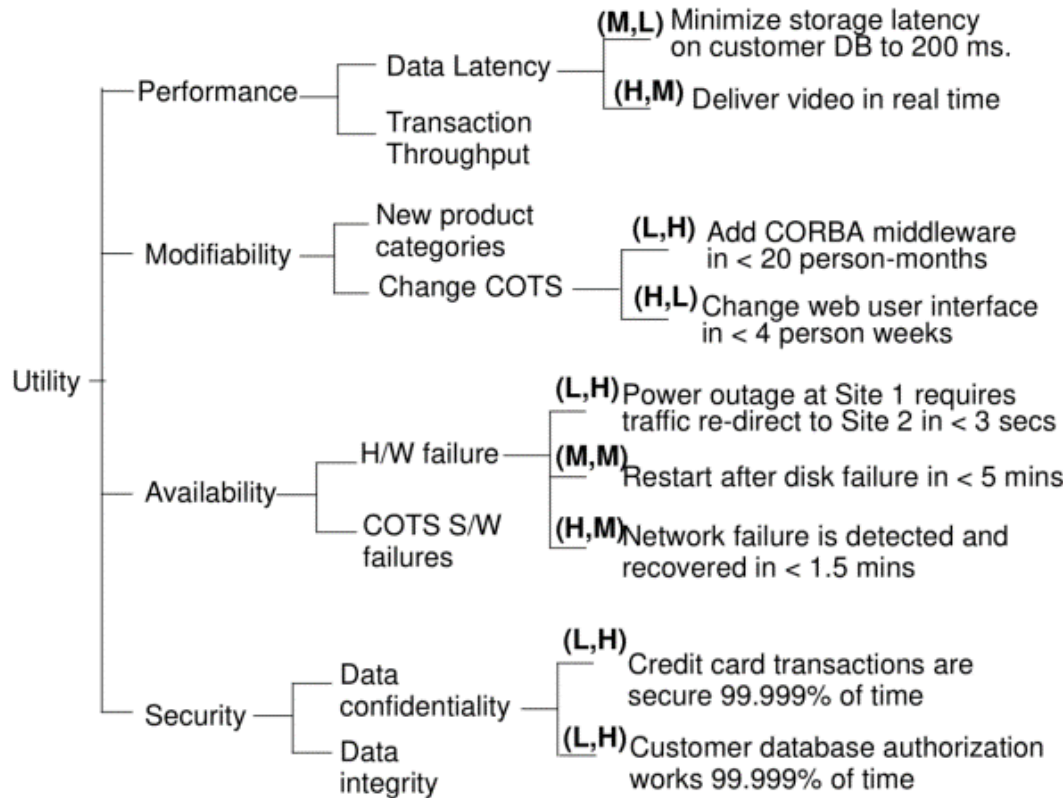 (M,L) Minimize storage latency
on customer DB to 200 ms.
Data Latency
Performance
(H,M) Deliver video in real time
Transaction
Throughput
New product
categories
(L,H) Add CORBA middleware
in < 20 person-months
Modifiability
Change COTS
(H,L) Change web user interface
in < 4 person weeks
Utility
(L,H) Power outage at Site 1 requires
traffic re-direct to Site 2 in < 3 secs
H/W failure
(M,M) Restart after disk failure in < 5 mins
Availability
COTS S/W
failures
(H,M) Network failure is detected and
recovered in < 1.5 mins
(L,H) Credit card transactions are
secure 99.999% of time
Data
confidentiality
Security
(L,H) Customer database authorization
works 99.999% of time
Data
integrity